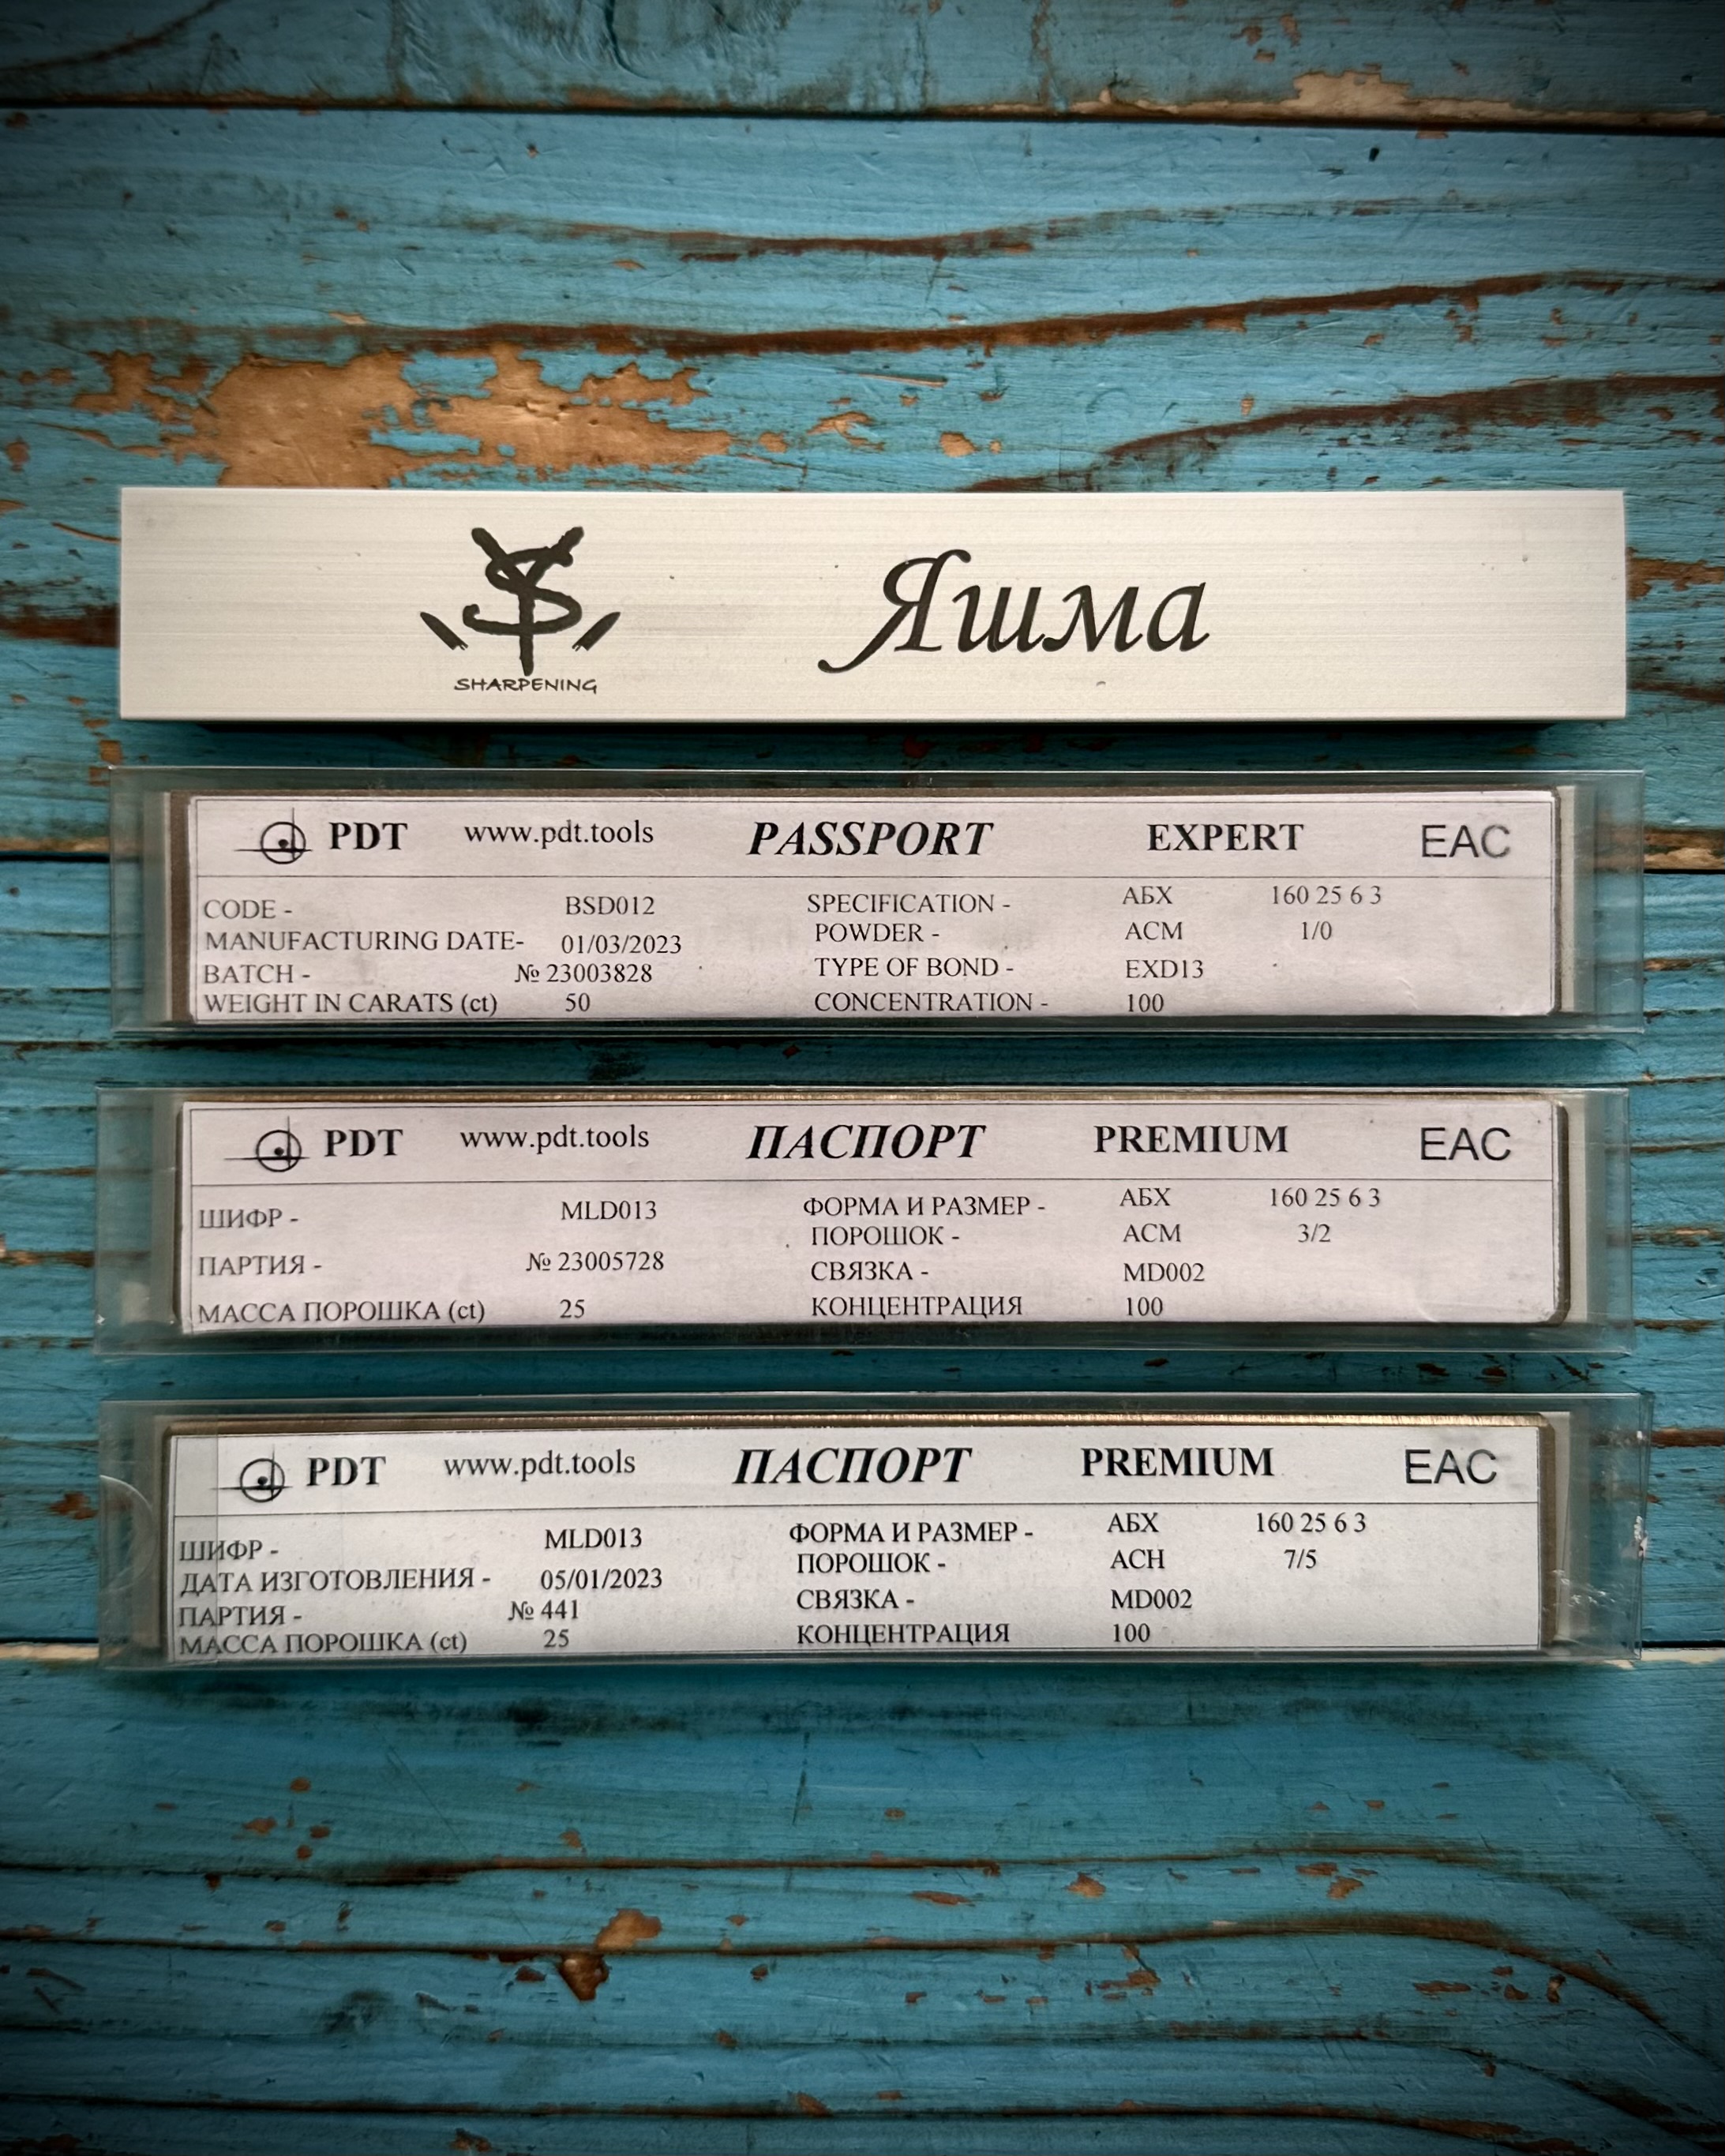 YS
SHARPENING
Яшма
PDT www.pdt.tools PASSPORT EXPERT EAC
CODE - BSD012 SPECIFICATION - АБХ 160 25 6 3
MANUFACTURING DATE- 01/03/2023 POWDER - АСМ 1/0
BATCH - № 23003828 TYPE OF BOND - EXD13
WEIGHT IN CARATS (ct) 50 CONCENTRATION - 100
PDT www.pdt.tools ПАСПОРТ PREMIUM EAC
ШИФР - MLD013 ФОРМА И РАЗМЕР - АБХ 160 25 6 3
ПОРОШОК - АСМ 3/2
ПАРТИЯ - № 23005728 СВЯЗКА - MD002
МАССА ПОРОШКА (ct) 25 КОНЦЕНТРАЦИЯ 100
PDT www.pdt.tools ПАСПОРТ PREMIUM EAC
ШИФР - MLD013 ФОРМА И РАЗМЕР - АБХ 160 25 6 3
ДАТА ИЗГОТОВЛЕНИЯ - 05/01/2023 ПОРОШОК - АСН 7/5
ПАРТИЯ - № 441 СВЯЗКА - MD002
МАССА ПОРОШКА (ct) 25 КОНЦЕНТРАЦИЯ 100